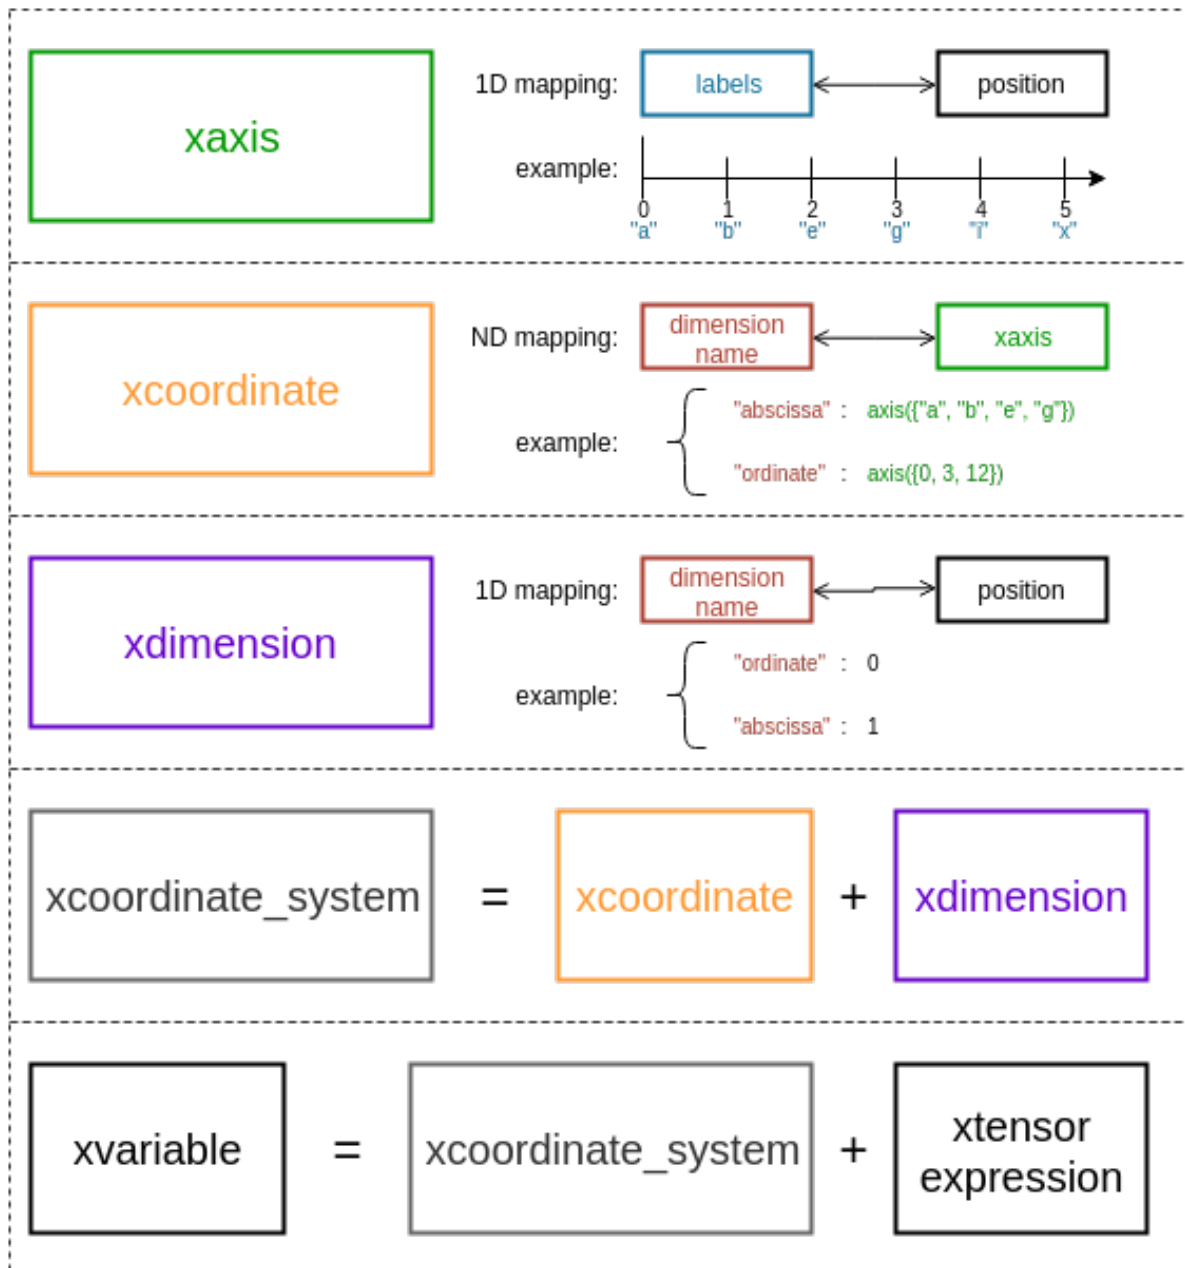 xaxis
1D mapping: labels position
example:
0 1 2 3 4 5
"a" "b" "e" "g" "i" "x"
xcoordinate
ND mapping: dimension name xaxis
example:
"abscissa" : axis({"a", "b", "e", "g"})
"ordinate" : axis({0, 3, 12})
xdimension
1D mapping: dimension name position
example:
"ordinate" : 0
"abscissa" : 1
xcoordinate_system = xcoordinate + xdimension
xvariable = xcoordinate_system + xtensor expression